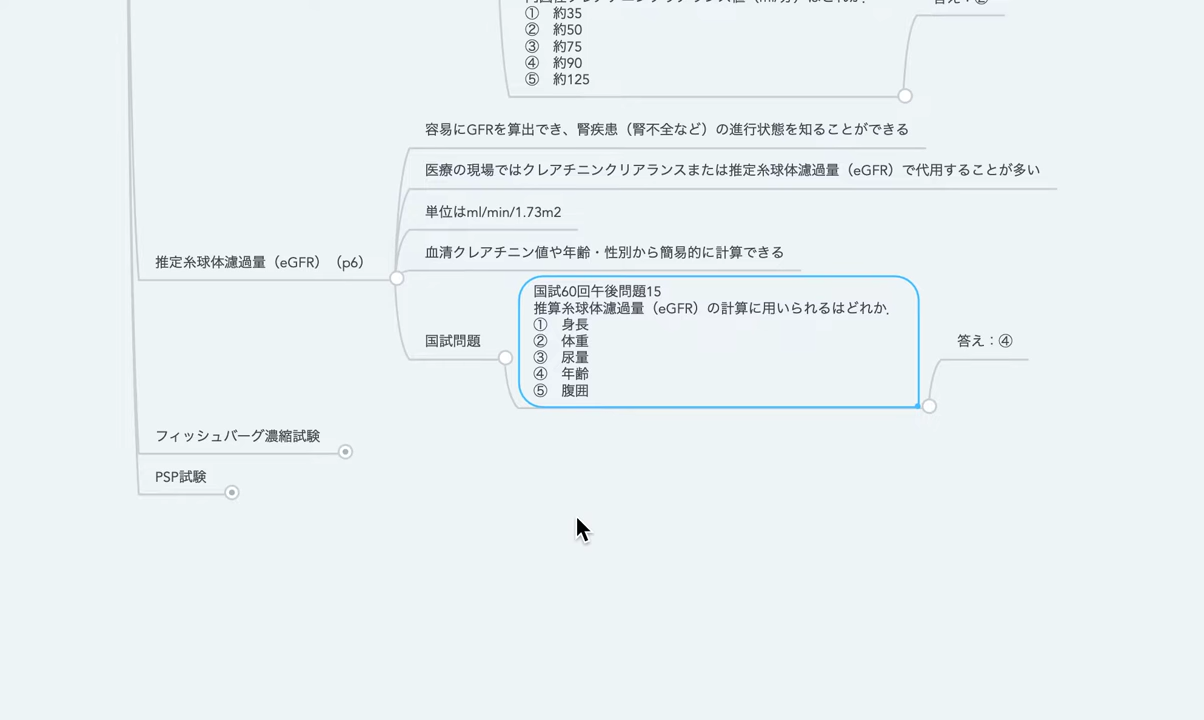 ① 約35
② 約50
③ 約75
④ 約90
⑤ 約125
容易にGFRを算出でき、腎疾患（腎不全など）の進行状態を知ることができる
医療の現場ではクレアチニンクリアランスまたは推定糸球体濾過量（eGFR）で代用することが多い
単位はml/min/1.73m2
血清クレアチニン値や年齢・性別から簡易的に計算できる
推定糸球体濾過量（eGFR）（p6）
国試問題
国試60回午後問題15
推算糸球体濾過量（eGFR）の計算に用いられるはどれか.
① 身長
② 体重
③ 尿量
④ 年齢
⑤ 腹囲
答え：④
フィッシュバーグ濃縮試験
PSP試験